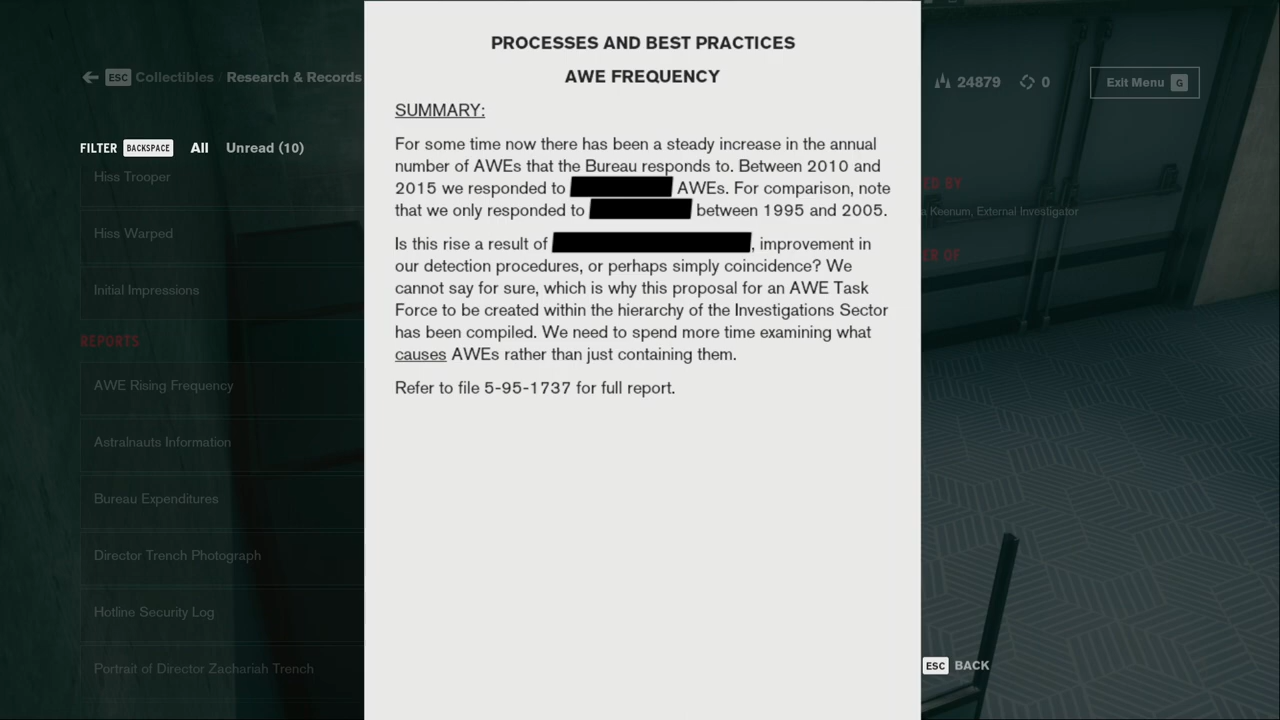 PROCESSES AND BEST PRACTICES
AWE FREQUENCY
SUMMARY:
For some time now there has been a steady increase in the annual
number of AWEs that the Bureau responds to. Between 2010 and
2015 we responded to AWEs. For comparison, note
that we only responded to between 1995 and 2005.
Is this rise a result of , improvement in
our detection procedures, or perhaps simply coincidence? We
cannot say for sure, which is why this proposal for an AWE Task
Force to be created within the hierarchy of the Investigations Sector
has been compiled. We need to spend more time examining what
causes AWEs rather than just containing them.
Refer to file 5-95-1737 for full report.
ESC Collectibles / Research & Records
24879 0 Exit Menu G
FILTER BACKSPACE All Unread (10)
Hiss Trooper
Hiss Warped
Initial Impressions
REPORTS
AWE Rising Frequency
Astralnauts Information
Bureau Expenditures
Director Trench Photograph
Hotline Security Log
Portrait of Director Zachariah Trench
ED BY
a Keenum, External Investigator
ER OF
ESC BACK